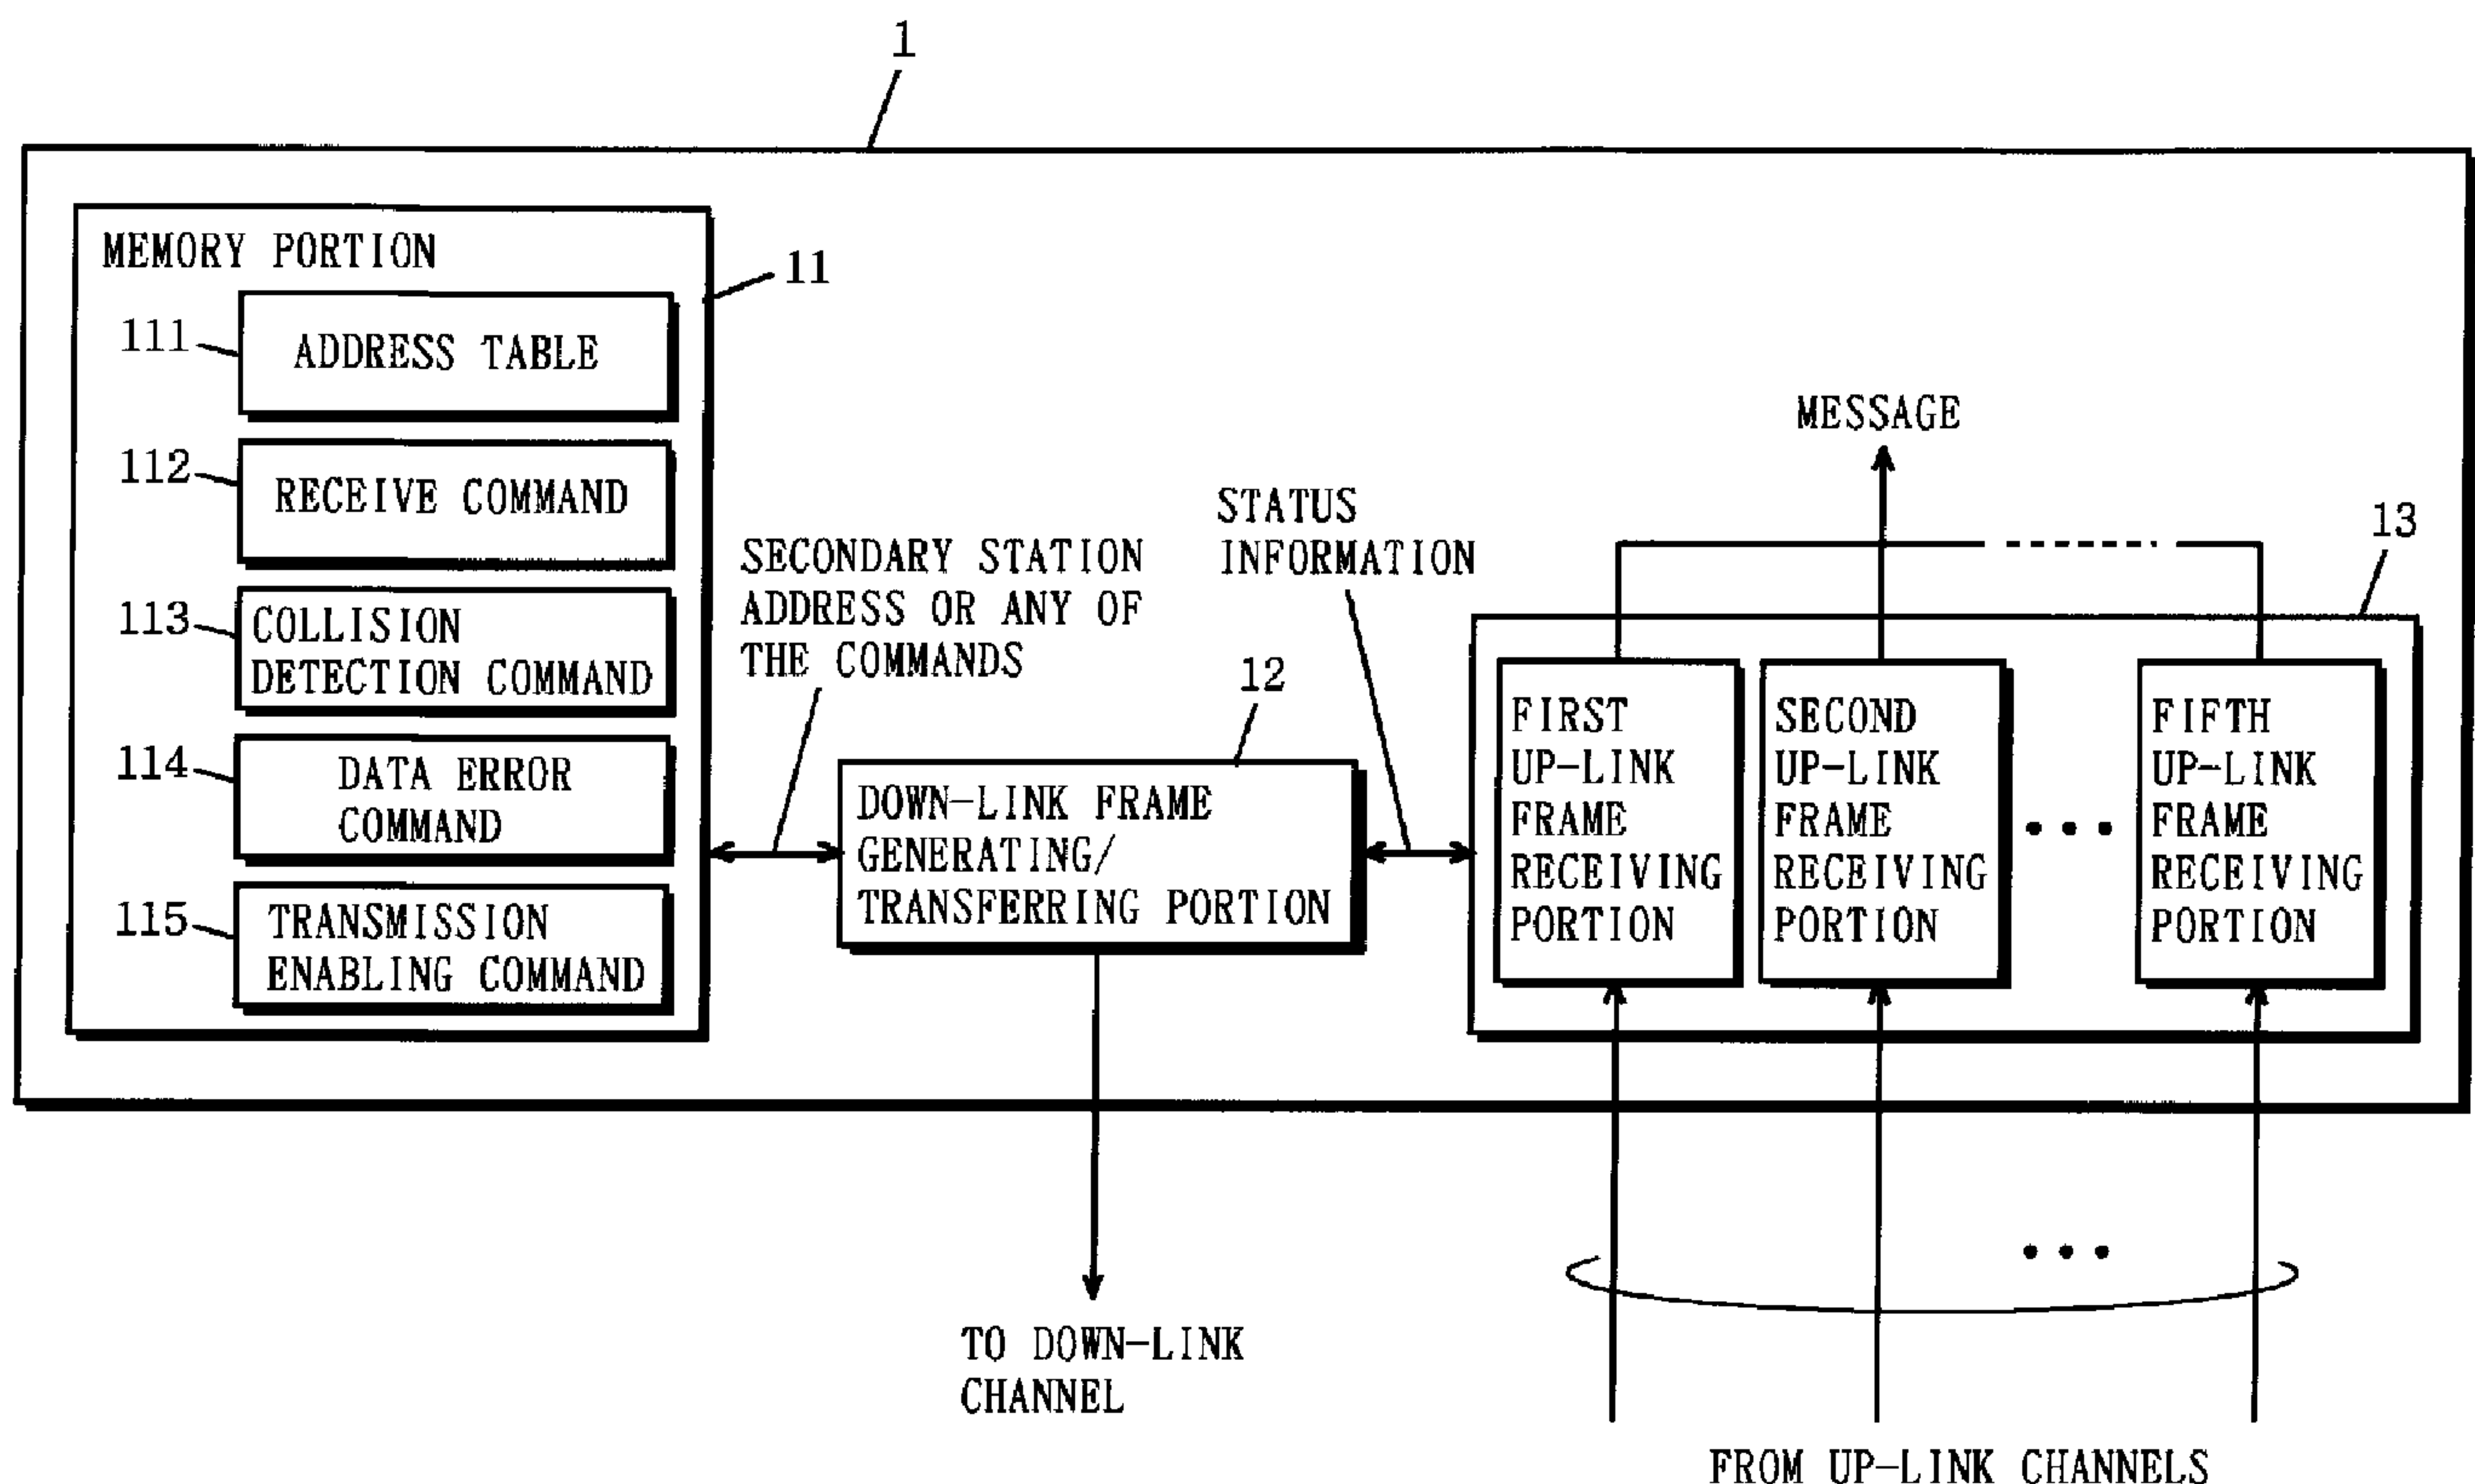 1
MEMORY PORTION
11
111
ADDRESS TABLE
112
RECEIVE COMMAND
113
COLLISION
DETECTION COMMAND
114
DATA ERROR
COMMAND
115
TRANSMISSION
ENABLING COMMAND
SECONDARY STATION
ADDRESS OR ANY OF
THE COMMANDS
12
DOWN-LINK FRAME
GENERATING/
TRANSFERRING PORTION
TO DOWN-LINK
CHANNEL
STATUS
INFORMATION
MESSAGE
13
FIRST
UP-LINK
FRAME
RECEIVING
PORTION
SECOND
UP-LINK
FRAME
RECEIVING
PORTION
• • •
FIFTH
UP-LINK
FRAME
RECEIVING
PORTION
• • •
FROM UP-LINK CHANNELS